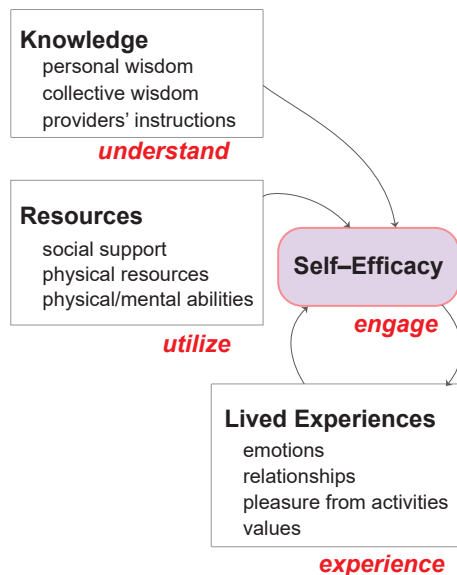 Knowledge
personal wisdom
collective wisdom
providers’ instructions
understand
Resources
social support
physical resources
physical/mental abilities
utilize
Self–Efficacy
engage
Lived Experiences
emotions
relationships
pleasure from activities
values
experience